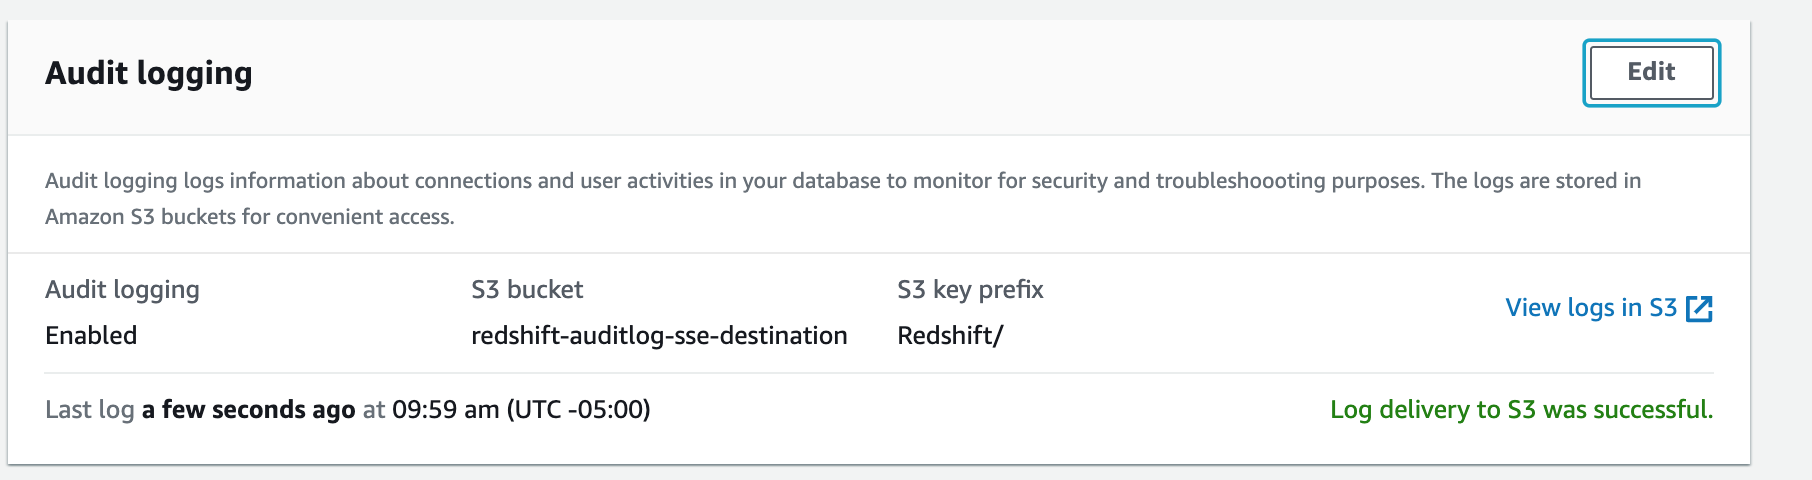 Audit logging
Edit
Audit logging logs information about connections and user activities in your database to monitor for security and troubleshoooting purposes. The logs are stored in
Amazon S3 buckets for convenient access.
Audit logging
Enabled
S3 bucket
redshift-auditlog-sse-destination
S3 key prefix
Redshift/
View logs in S3
Last log a few seconds ago at 09:59 am (UTC -05:00)
Log delivery to S3 was successful.